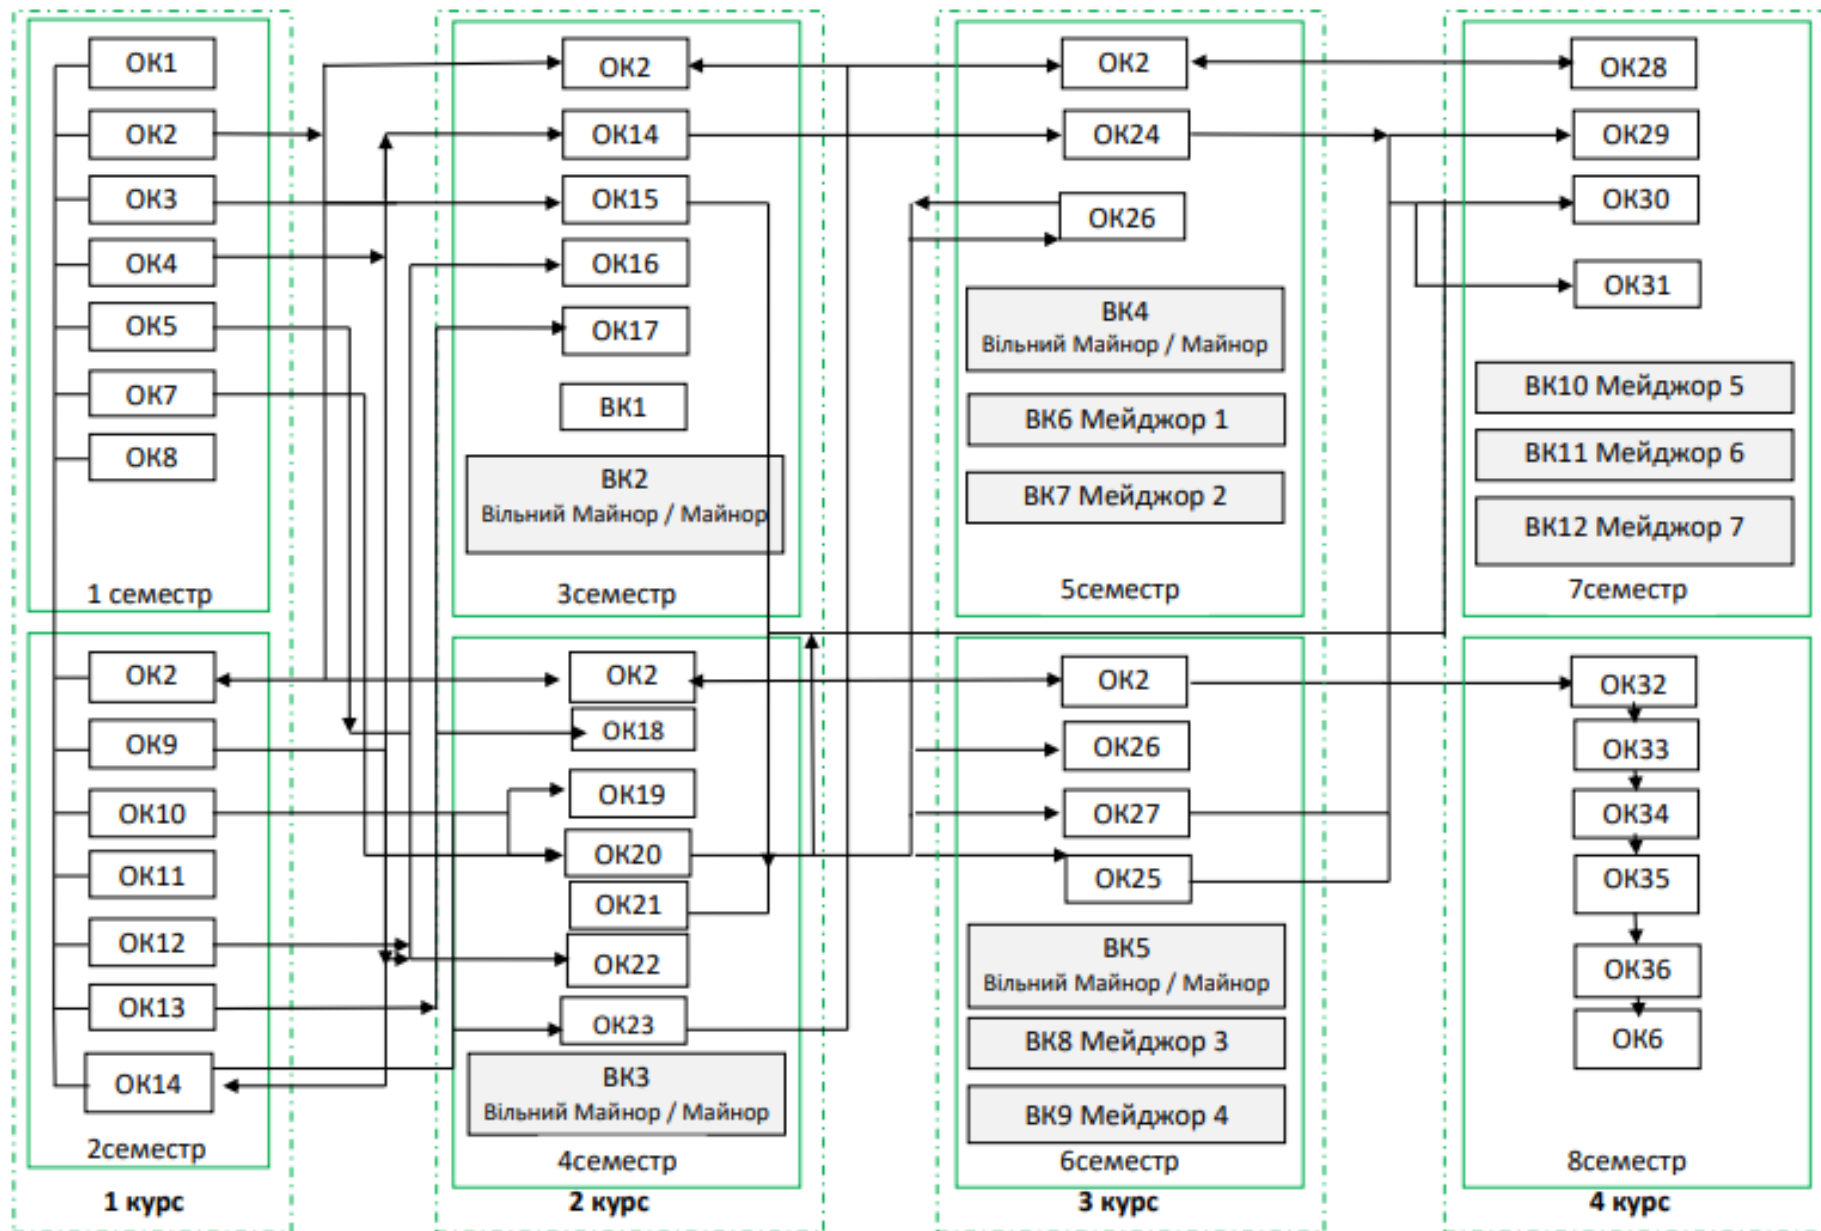 ОК1
ОК2
ОК3
ОК4
ОК5
ОК7
ОК8
1 семестр
ОК2
ОК9
ОК10
ОК11
ОК12
ОК13
ОК14
2семестр
1 курс
ОК2
ОК14
ОК15
ОК16
ОК17
ВК1
ВК2
Вільний Майнор / Майнор
3семестр
ОК2
ОК18
ОК19
ОК20
ОК21
ОК22
ОК23
ВК3
Вільний Майнор / Майнор
4семестр
2 курс
ОК2
ОК24
ОК26
ВК4
Вільний Майнор / Майнор
ВК6 Мейджор 1
ВК7 Мейджор 2
5семестр
ОК2
ОК26
ОК27
ОК25
ВК5
Вільний Майнор / Майнор
ВК8 Мейджор 3
ВК9 Мейджор 4
6семестр
3 курс
ОК28
ОК29
ОК30
ОК31
ВК10 Мейджор 5
ВК11 Мейджор 6
ВК12 Мейджор 7
7семестр
ОК32
ОК33
ОК34
ОК35
ОК36
ОК6
8семестр
4 курс